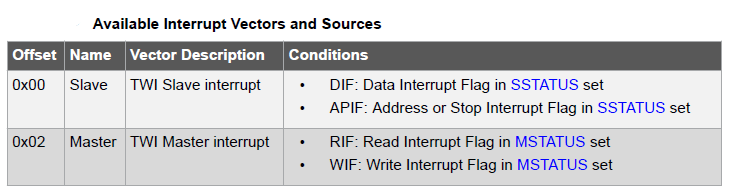 Available Interrupt Vectors and Sources
Offset Name Vector Description Conditions
0x00 Slave TWI Slave interrupt • DIF: Data Interrupt Flag in SSTATUS set
• APIF: Address or Stop Interrupt Flag in SSTATUS set
0x02 Master TWI Master interrupt • RIF: Read Interrupt Flag in MSTATUS set
• WIF: Write Interrupt Flag in MSTATUS set